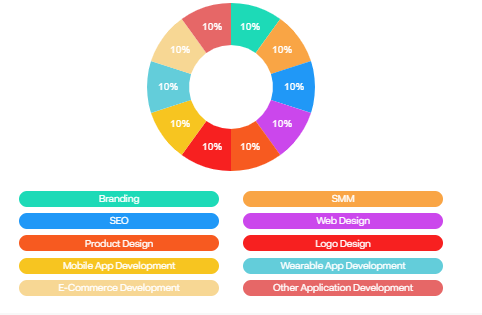 10% 10%
10% 10%
10% 10%
10% 10%
10% 10%
Branding SMM
SEO Web Design
Product Design Logo Design
Mobile App Development Wearable App Development
E-Commerce Development Other Application Development